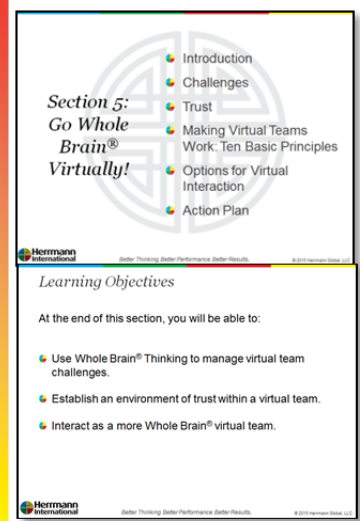 Section 5:
Go Whole
Brain®
Virtually!
Introduction
Challenges
Trust
Making Virtual Teams
Work: Ten Basic Principles
Options for Virtual
Interaction
Action Plan
Herrmann
International
Better Thinking. Better Performance. Better Results.
© 2015 Herrmann Global, LLC
Learning Objectives
At the end of this section, you will be able to:
Use Whole Brain® Thinking to manage virtual team
challenges.
Establish an environment of trust within a virtual team.
Interact as a more Whole Brain® virtual team.
Herrmann
International
Better Thinking. Better Performance. Better Results.
© 2015 Herrmann Global, LLC